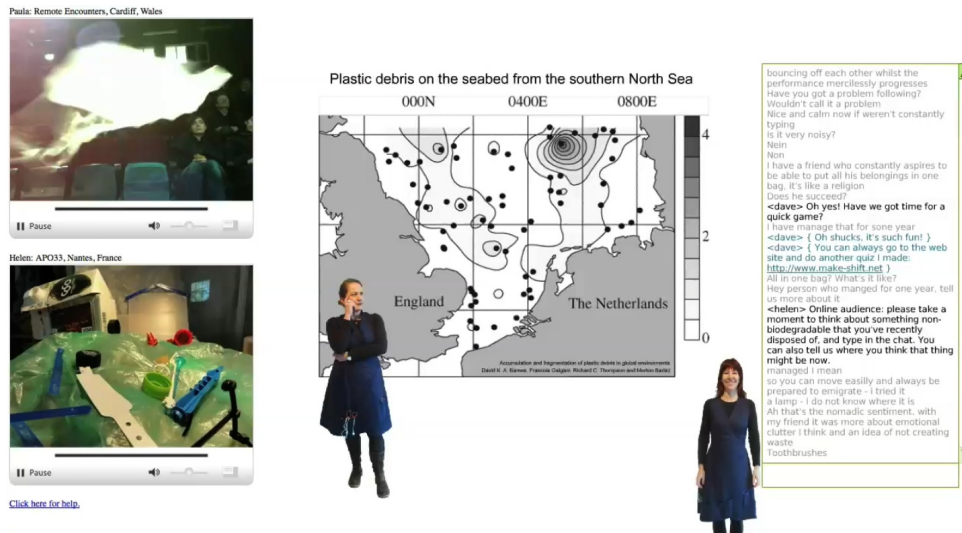 Paula: Remote Encounters, Cardiff, Wales
Pause
Helen: APO33, Nantes, France
Pause
Click here for help.
Plastic debris on the seabed from the southern North Sea
000N 0400E 0800E
4
2
0
England
The Netherlands
Accumulation and fragmentation of plastic debris in global environments
David K. A. Barnes, Francois Galgani, Richard C. Thompson and Morton Barlaz
bouncing off each other whilst the
performance mercilessly progresses
Have you got a problem following?
Wouldn't call it a problem
Nice and calm now if weren't constantly
typing
Is it very noisy?
Nein
Non
I have a friend who constantly aspires to
be able to put all his belongings in one
bag, it's like a religion
Does he succeed?
<dave> Oh yes! Have we got time for a
quick game?
I have manage that for sone year
<dave> { Oh shucks, it's such fun! }
<dave> { You can always go to the web
site and do another quiz I made:
http://www.make-shift.net }
All in one bag? What's it like?
Hey person who manged for one year, tell
us more about it
<helen> Online audience: please take a
moment to think about something non-
biodegradable that you've recently
disposed of, and type in the chat. You
can also tell us where you think that thing
might be now.
managed I mean
so you can move easilly and always be
prepared to emigrate - i tried it
a lamp - i do not know where it is
Ah that's the nomadic sentiment. with
my friend it was more about emotional
clutter I think and an idea of not creating
waste
Toothbrushes